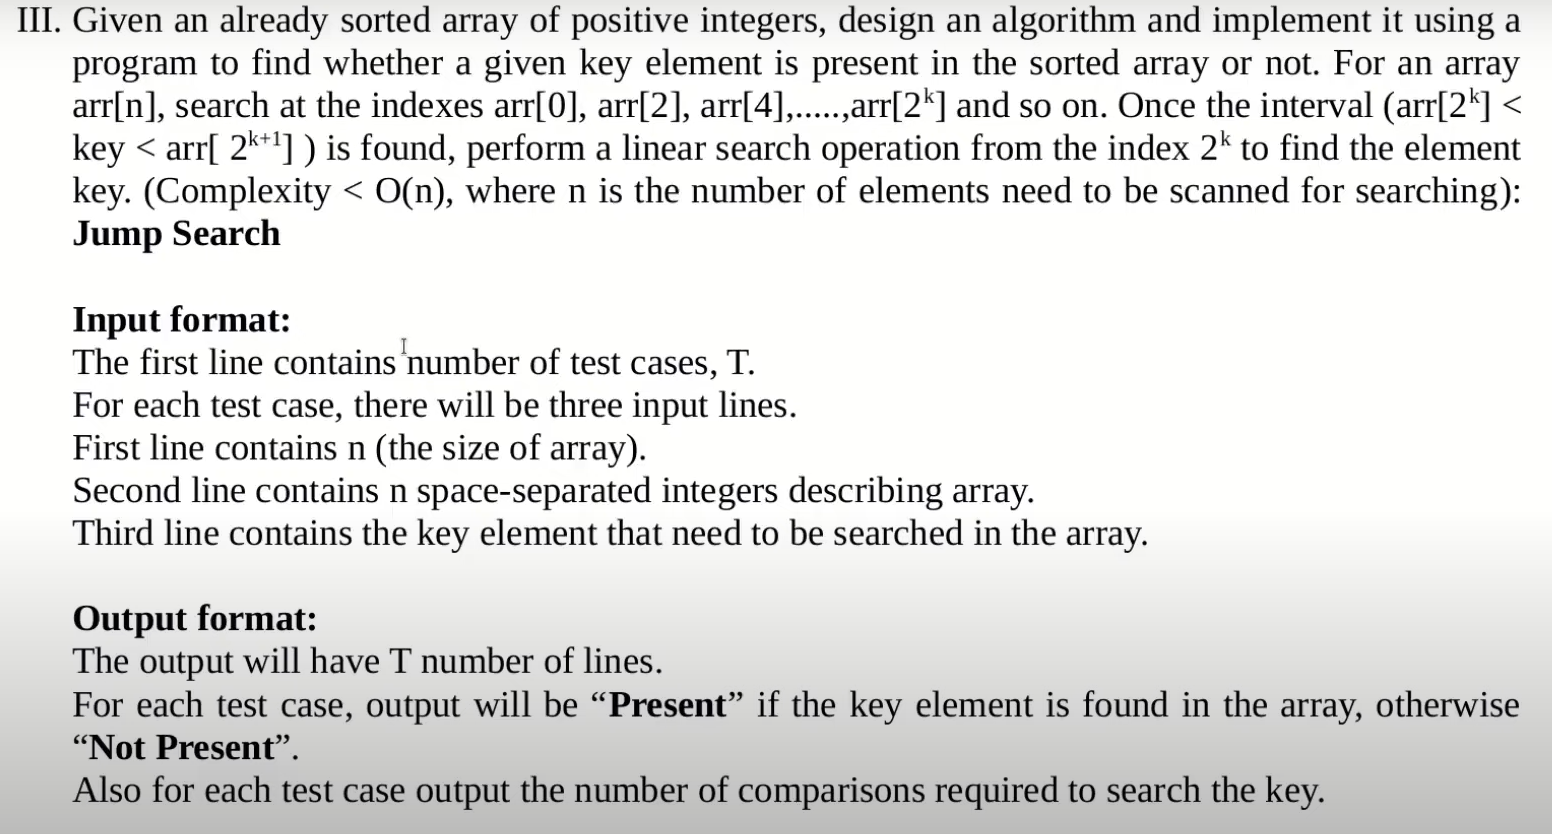 III. Given an already sorted array of positive integers, design an algorithm and implement it using a
program to find whether a given key element is present in the sorted array or not. For an array
arr[n], search at the indexes arr[0], arr[2], arr[4],.....,arr[2ᵏ] and so on. Once the interval (arr[2ᵏ] <
key < arr[ 2ᵏ⁺¹] ) is found, perform a linear search operation from the index 2ᵏ to find the element
key. (Complexity < O(n), where n is the number of elements need to be scanned for searching):
Jump Search
Input format:
The first line contains number of test cases, T.
For each test case, there will be three input lines.
First line contains n (the size of array).
Second line contains n space-separated integers describing array.
Third line contains the key element that need to be searched in the array.
Output format:
The output will have T number of lines.
For each test case, output will be “Present” if the key element is found in the array, otherwise
“Not Present”.
Also for each test case output the number of comparisons required to search the key.